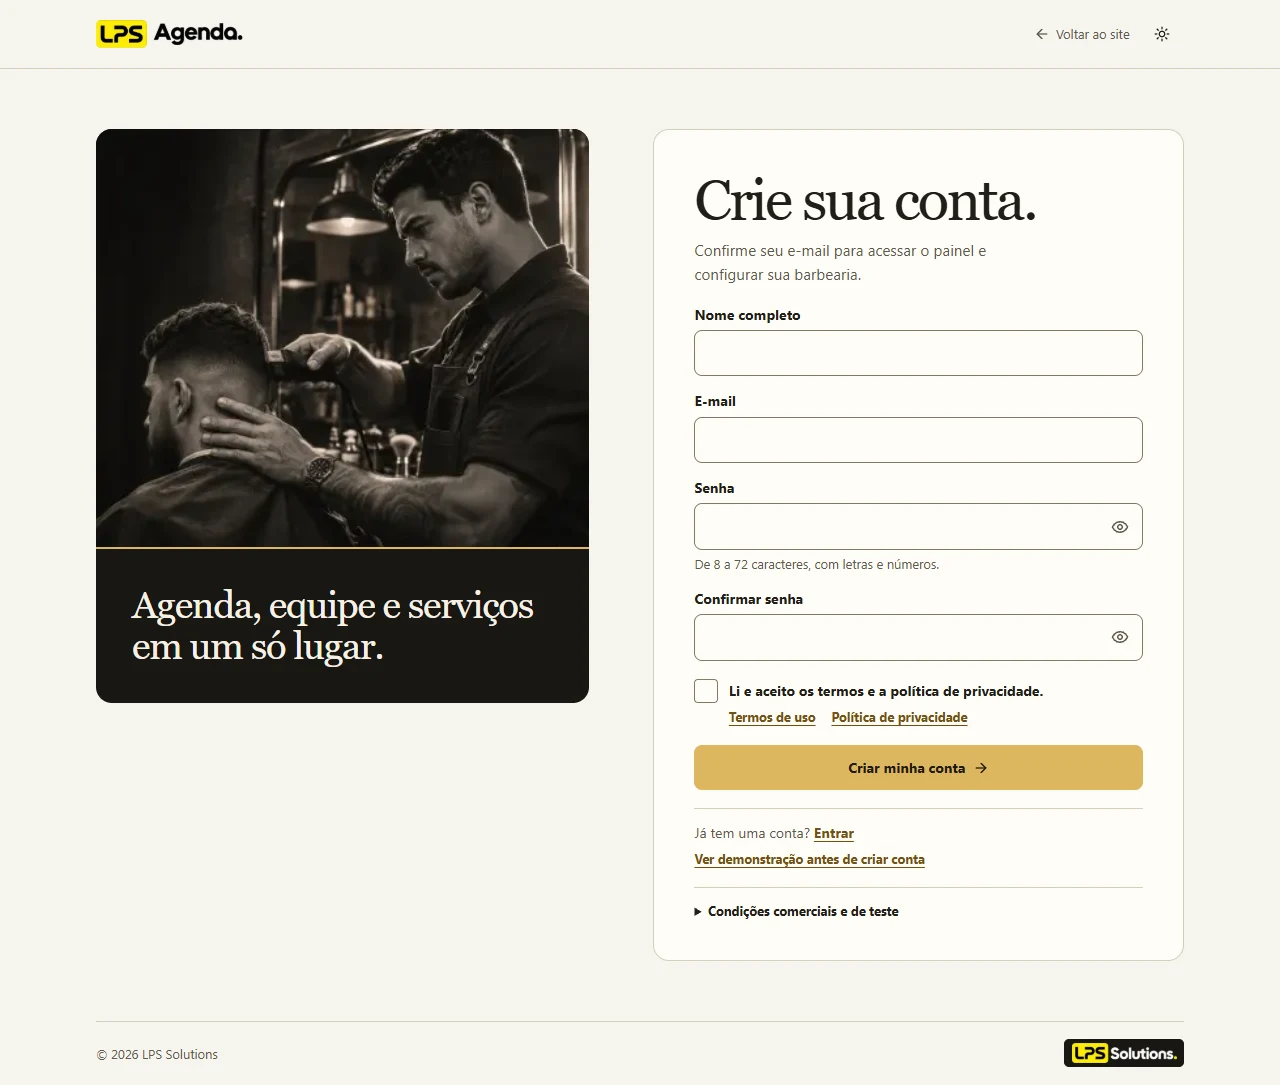 LPS Agenda.
Voltar ao site
Agenda, equipe e serviços
em um só lugar.
Crie sua conta.
Confirme seu e-mail para acessar o painel e
configurar sua barbearia.
Nome completo
E-mail
Senha
De 8 a 72 caracteres, com letras e números.
Confirmar senha
Li e aceito os termos e a política de privacidade.
Termos de uso Política de privacidade
Criar minha conta
Já tem uma conta? Entrar
Ver demonstração antes de criar conta
Condições comerciais e de teste
© 2026 LPS Solutions
LPS Solutions.